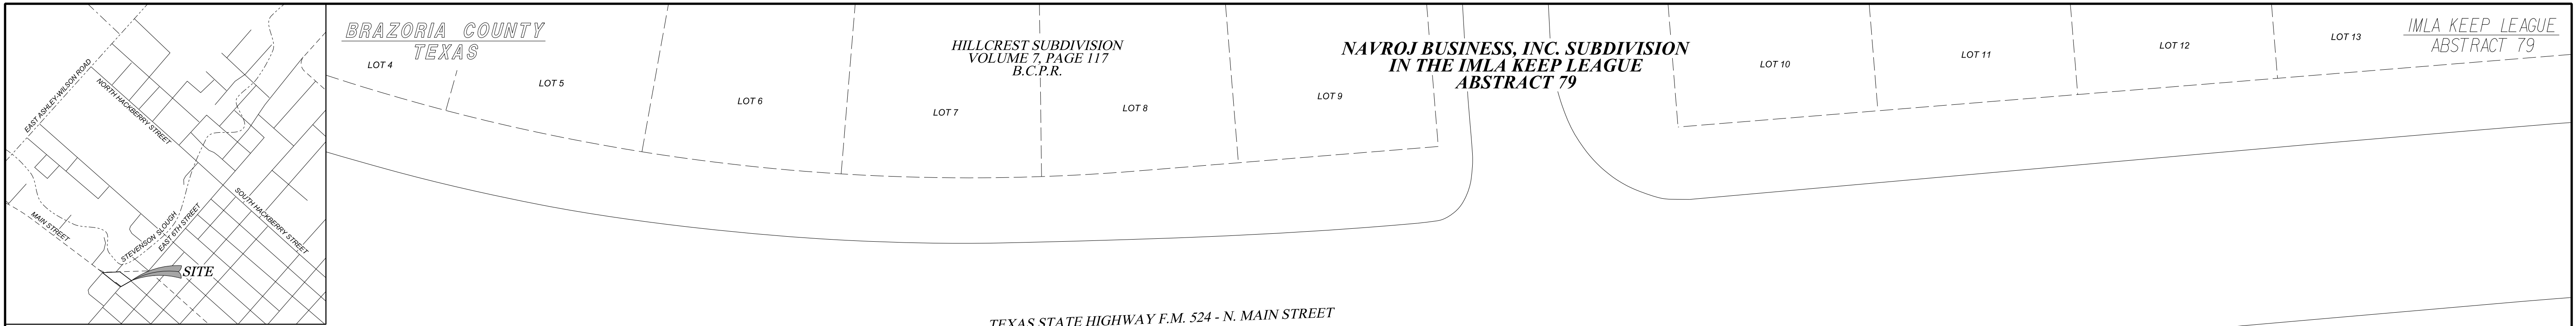 EAST ASHLEY-WILSON ROAD
NORTH HACKBERRY STREET
SOUTH HACKBERRY STREET
MAIN STREET
STEVENSON SLOUGH
EAST 6TH STREET
SITE
BRAZORIA COUNTY
TEXAS
LOT 4
LOT 5
LOT 6
HILLCREST SUBDIVISION
VOLUME 7, PAGE 117
B.C.P.R.
LOT 7
LOT 8
LOT 9
NAVROJ BUSINESS, INC. SUBDIVISION
IN THE IMLA KEEP LEAGUE
ABSTRACT 79
LOT 10
LOT 11
LOT 12
LOT 13
IMLA KEEP LEAGUE
ABSTRACT 79
TEXAS STATE HIGHWAY F.M. 524 - N. MAIN STREET